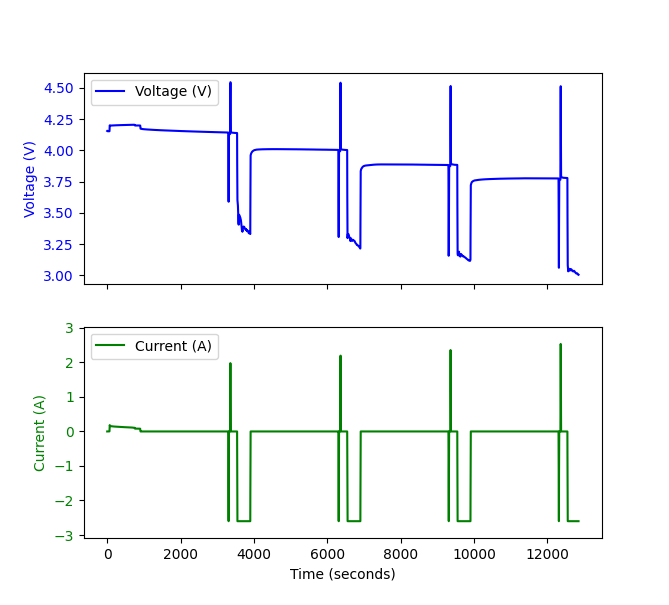 4.50
4.25
4.00
3.75
3.50
3.25
3.00
Voltage (V)
Voltage (V)
3
2
1
0
−1
−2
−3
Current (A)
Current (A)
0 2000 4000 6000 8000 10000 12000
Time (seconds)